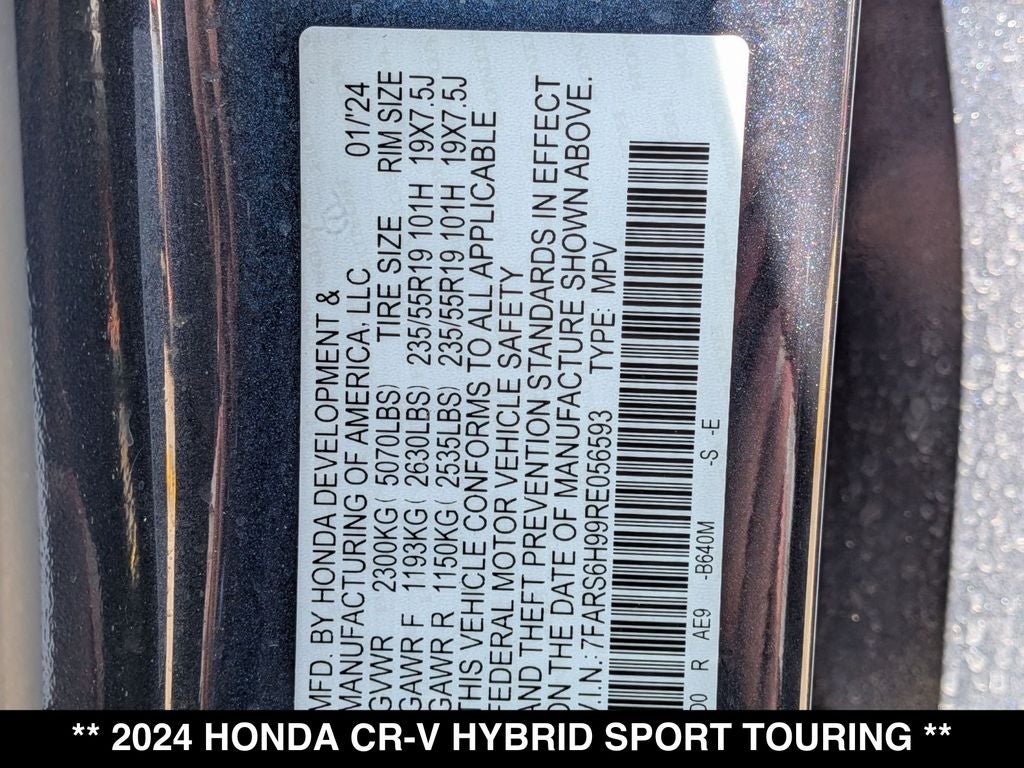 MFD. BY HONDA DEVELOPMENT &
MANUFACTURING OF AMERICA, LLC 01/'24
GVWR 2300KG( 5070LBS) TIRE SIZE RIM SIZE
GAWR F 1193KG( 2630LBS) 235/55R19 101H 19X7.5J
GAWR R 1150KG( 2535LBS) 235/55R19 101H 19X7.5J
THIS VEHICLE CONFORMS TO ALL APPLICABLE
FEDERAL MOTOR VEHICLE SAFETY
AND THEFT PREVENTION STANDARDS IN EFFECT
ON THE DATE OF MANUFACTURE SHOWN ABOVE.
V.I.N.: 7FARS6H99RE056593 TYPE: MPV
R AE9 -B640M -S -E
** 2024 HONDA CR-V HYBRID SPORT TOURING **